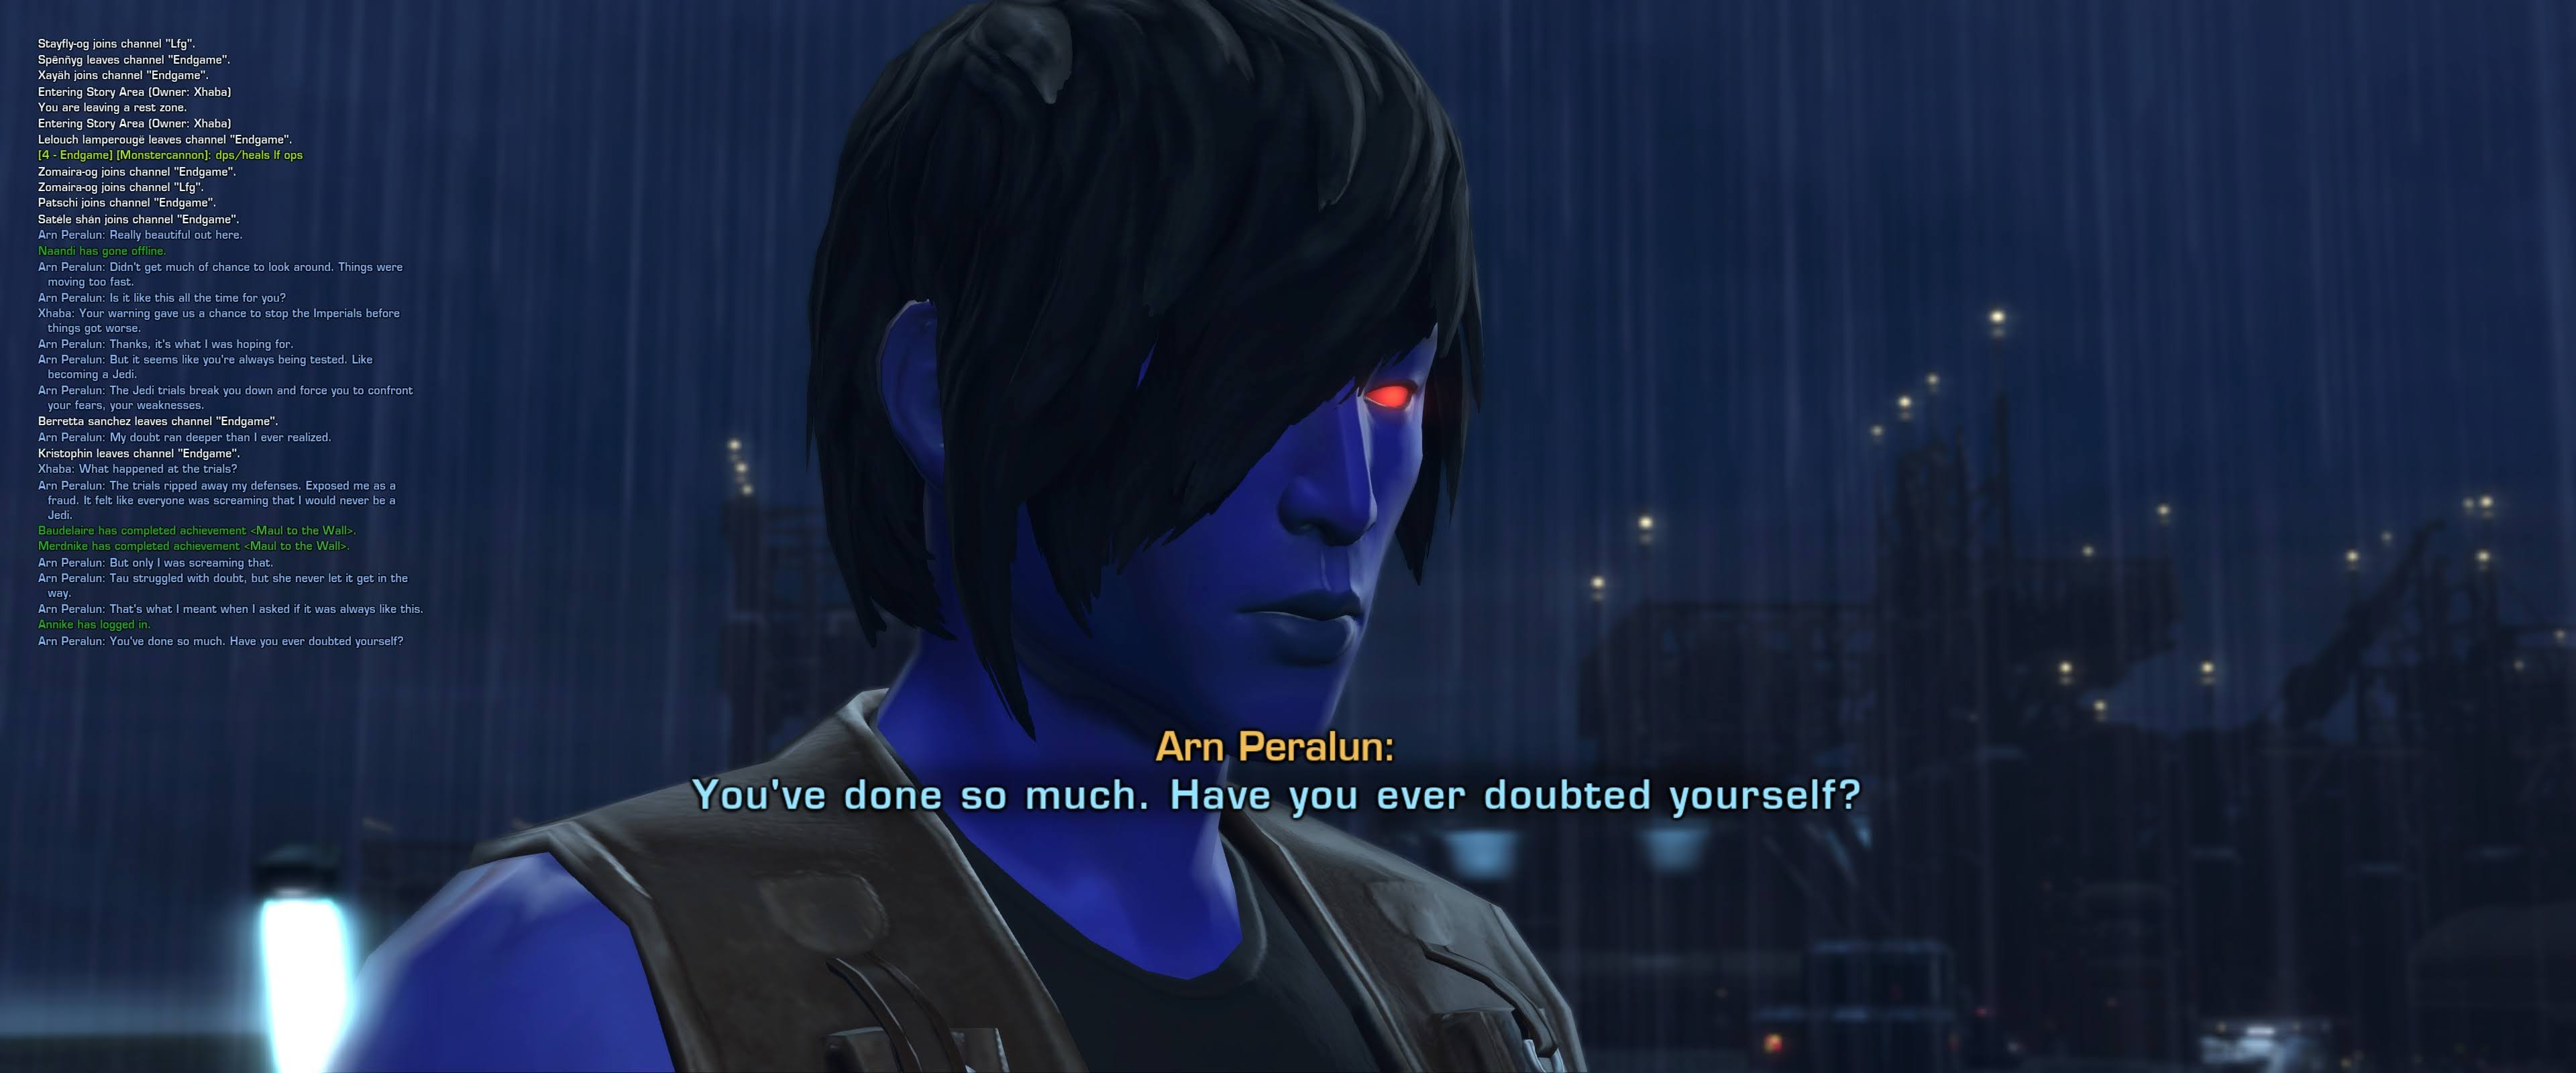 Stayfly-og joins channel "Lfg".
Spênñyg leaves channel "Endgame".
Xayäh joins channel "Endgame".
Entering Story Area (Owner: Xhaba)
You are leaving a rest zone.
Entering Story Area (Owner: Xhaba)
Lelouch lamperougë leaves channel "Endgame".
[4 - Endgame] [Monstercannon]: dps/heals lf ops
Zomaira-og joins channel "Endgame".
Zomaira-og joins channel "Lfg".
Patschi joins channel "Endgame".
Satéle shán joins channel "Endgame".
Arn Peralun: Really beautiful out here.
Naandi has gone offline.
Arn Peralun: Didn't get much of chance to look around. Things were
moving too fast.
Arn Peralun: Is it like this all the time for you?
Xhaba: Your warning gave us a chance to stop the Imperials before
things got worse.
Arn Peralun: Thanks, it's what I was hoping for.
Arn Peralun: But it seems like you're always being tested. Like
becoming a Jedi.
Arn Peralun: The Jedi trials break you down and force you to confront
your fears, your weaknesses.
Berretta sanchez leaves channel "Endgame".
Arn Peralun: My doubt ran deeper than I ever realized.
Kristophin leaves channel "Endgame".
Xhaba: What happened at the trials?
Arn Peralun: The trials ripped away my defenses. Exposed me as a
fraud. It felt like everyone was screaming that I would never be a
Jedi.
Baudelaire has completed achievement <Maul to the Wall>.
Merdnike has completed achievement <Maul to the Wall>.
Arn Peralun: But only I was screaming that.
Arn Peralun: Tau struggled with doubt, but she never let it get in the
way.
Arn Peralun: That's what I meant when I asked if it was always like this.
Annike has logged in.
Arn Peralun: You've done so much. Have you ever doubted yourself?
Arn Peralun:
You've done so much. Have you ever doubted yourself?